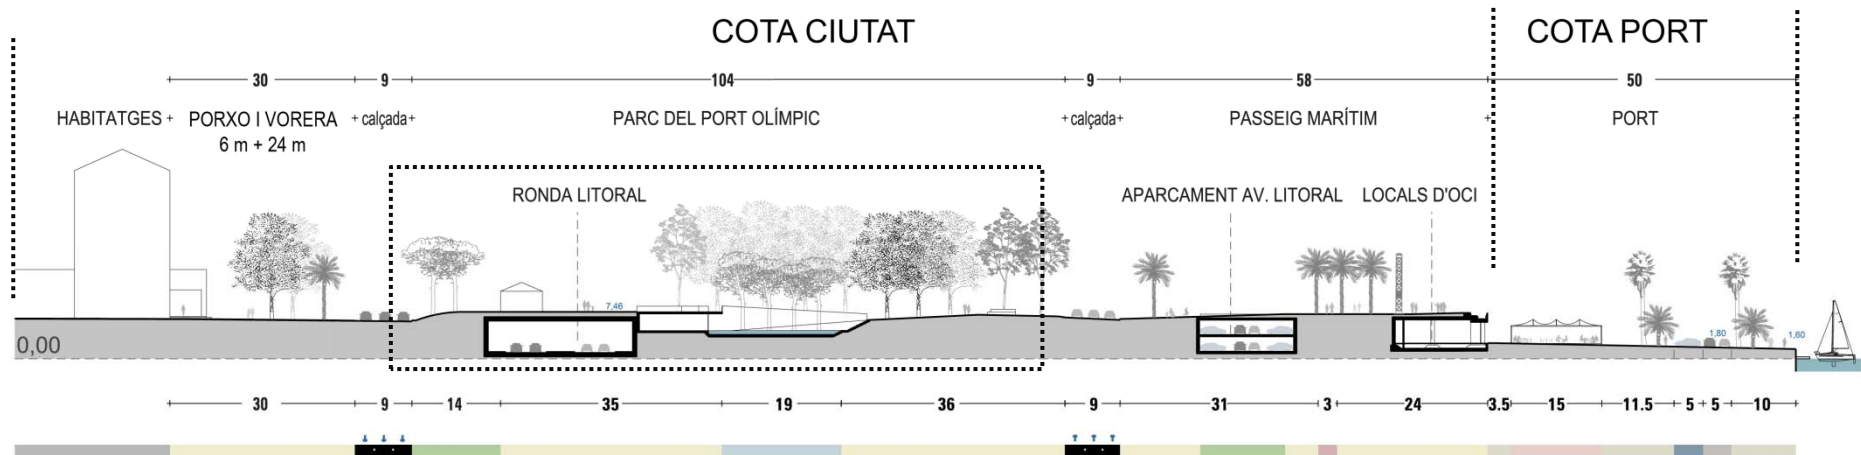 COTA CIUTAT
COTA PORT
30
9
104
9
58
50
HABITATGES
PORXO I VORERA
6 m + 24 m
calçada
PARC DEL PORT OLÍMPIC
calçada
PASSEIG MARÍTIM
PORT
RONDA LITORAL
APARCAMENT AV. LITORAL
LOCALS D'OCI
7,46
1,80
1,60
0,00
30
9
14
35
19
36
9
31
3
24
3.5
15
11.5
5
5
10